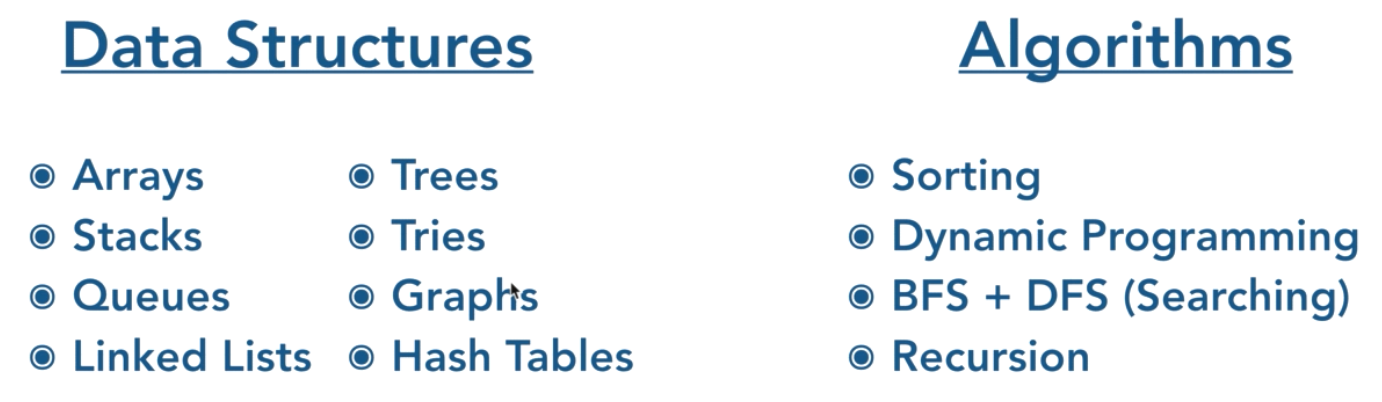 Data Structures
Arrays
Stacks
Queues
Linked Lists
Trees
Tries
Graphs
Hash Tables
Algorithms
Sorting
Dynamic Programming
BFS + DFS (Searching)
Recursion